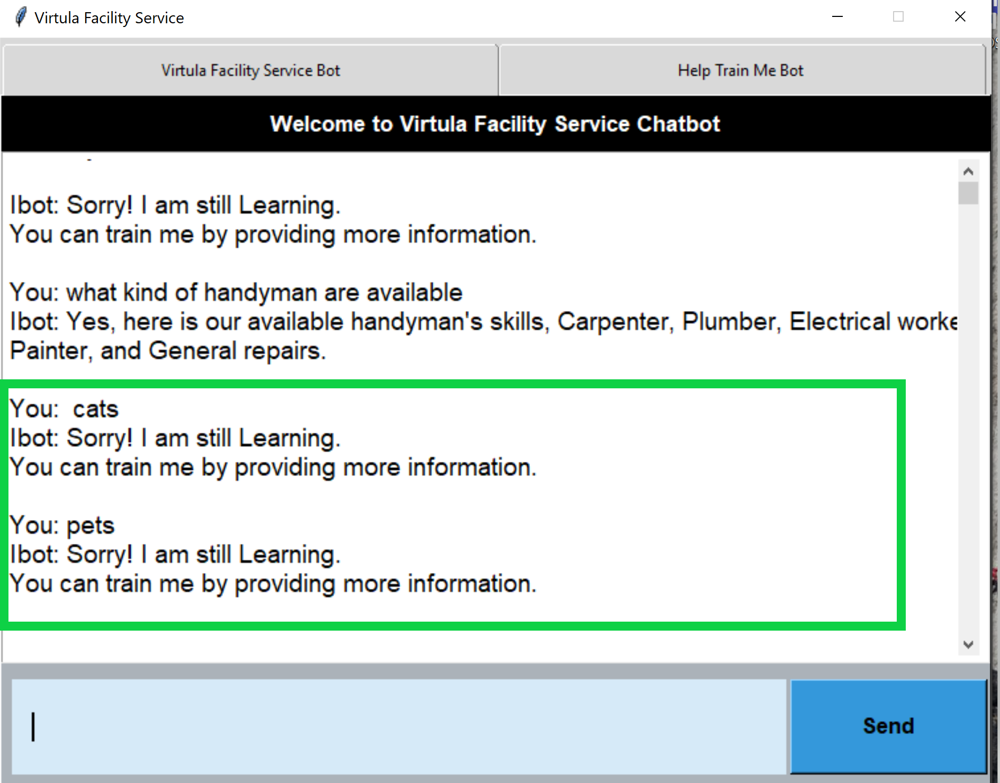 Virtula Facility Service
Virtula Facility Service Bot
Help Train Me Bot
Welcome to Virtula Facility Service Chatbot
Ibot: Sorry! I am still Learning.
You can train me by providing more information.
You: what kind of handyman are available
Ibot: Yes, here is our available handyman's skills, Carpenter, Plumber, Electrical worke
Painter, and General repairs.
You:  cats
Ibot: Sorry! I am still Learning.
You can train me by providing more information.
You: pets
Ibot: Sorry! I am still Learning.
You can train me by providing more information.
Send